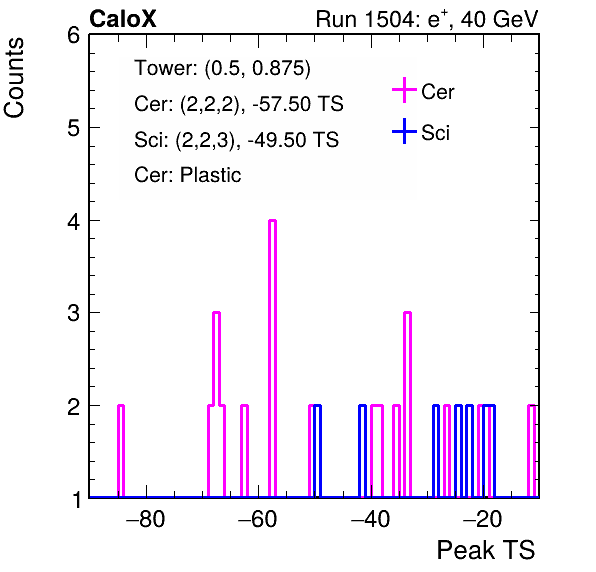 CaloX Run 1504: e⁺, 40 GeV
Counts
Tower: (0.5, 0.875)
Cer: (2,2,2), -57.50 TS
Sci: (2,2,3), -49.50 TS
Cer: Plastic
Cer
Sci
6
5
4
3
2
1
−80 −60 −40 −20
Peak TS